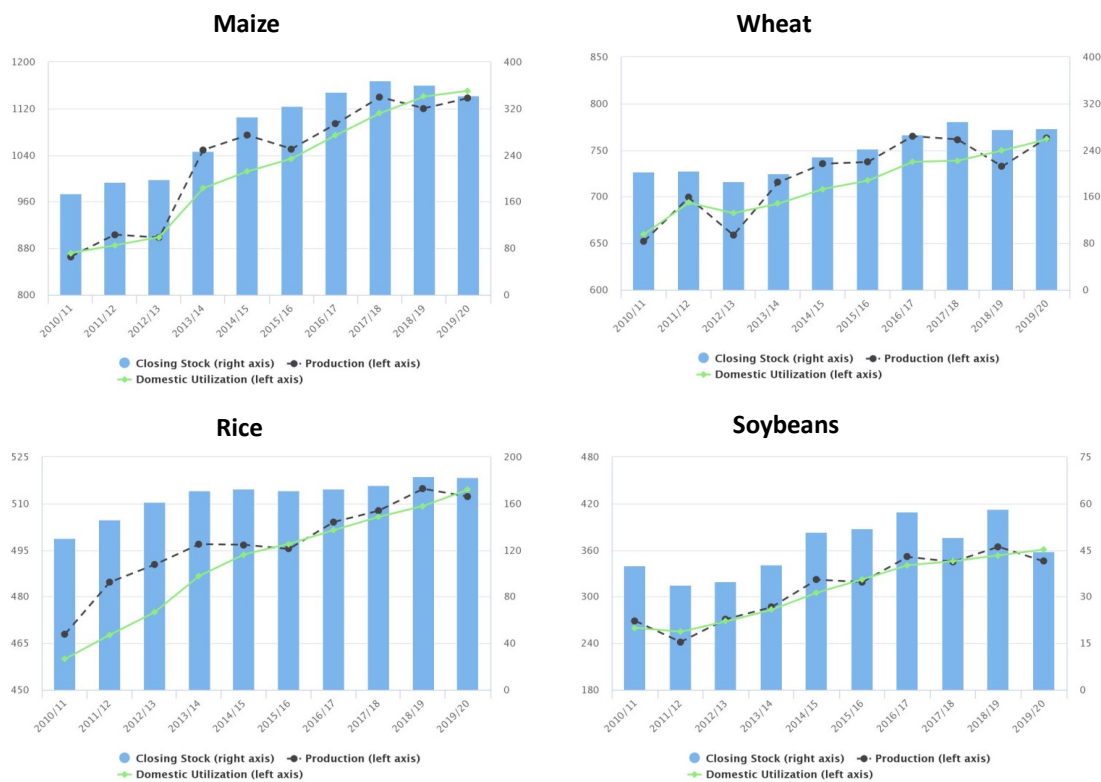 Maize
1200 400
1120 320
1040 240
960 160
880 80
800 0
2010/11 2011/12 2012/13 2013/14 2014/15 2015/16 2016/17 2017/18 2018/19 2019/20
Closing Stock (right axis) Production (left axis)
Domestic Utilization (left axis)
Wheat
850 400
800 320
750 240
700 160
650 80
600 0
2010/11 2011/12 2012/13 2013/14 2014/15 2015/16 2016/17 2017/18 2018/19 2019/20
Closing Stock (right axis) Production (left axis)
Domestic Utilization (left axis)
Rice
525 200
510 160
495 120
480 80
465 40
450 0
2010/11 2011/12 2012/13 2013/14 2014/15 2015/16 2016/17 2017/18 2018/19 2019/20
Closing Stock (right axis) Production (left axis)
Domestic Utilization (left axis)
Soybeans
480 75
420 60
360 45
300 30
240 15
180 0
2010/11 2011/12 2012/13 2013/14 2014/15 2015/16 2016/17 2017/18 2018/19 2019/20
Closing Stock (right axis) Production (left axis)
Domestic Utilization (left axis)